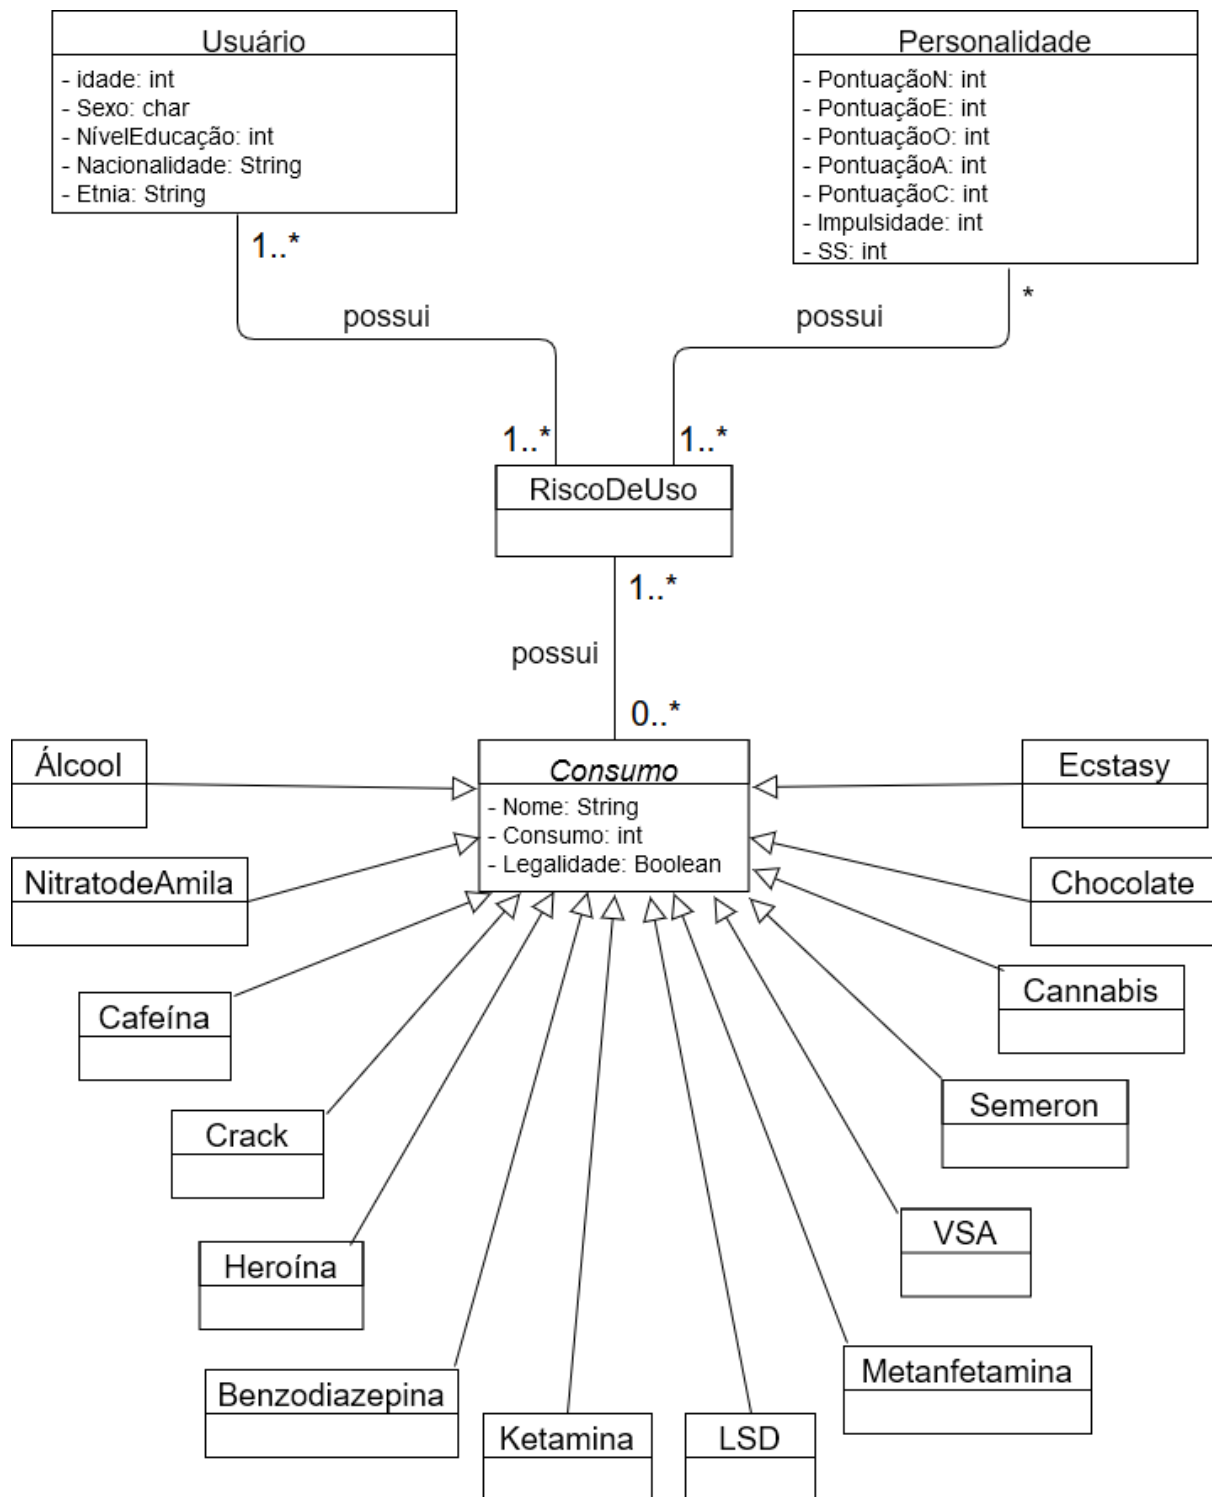 Usuário
- idade: int
- Sexo: char
- NívelEducação: int
- Nacionalidade: String
- Etnia: String
Personalidade
- PontuaçãoN: int
- PontuaçãoE: int
- PontuaçãoO: int
- PontuaçãoA: int
- PontuaçãoC: int
- Impulsidade: int
- SS: int
1..*
*
possui
possui
1..*
1..*
RiscoDeUso
1..*
possui
0..*
Consumo
- Nome: String
- Consumo: int
- Legalidade: Boolean
Álcool
Ecstasy
NitratodeAmila
Chocolate
Cafeína
Cannabis
Crack
Semeron
Heroína
VSA
Benzodiazepina
Metanfetamina
Ketamina
LSD